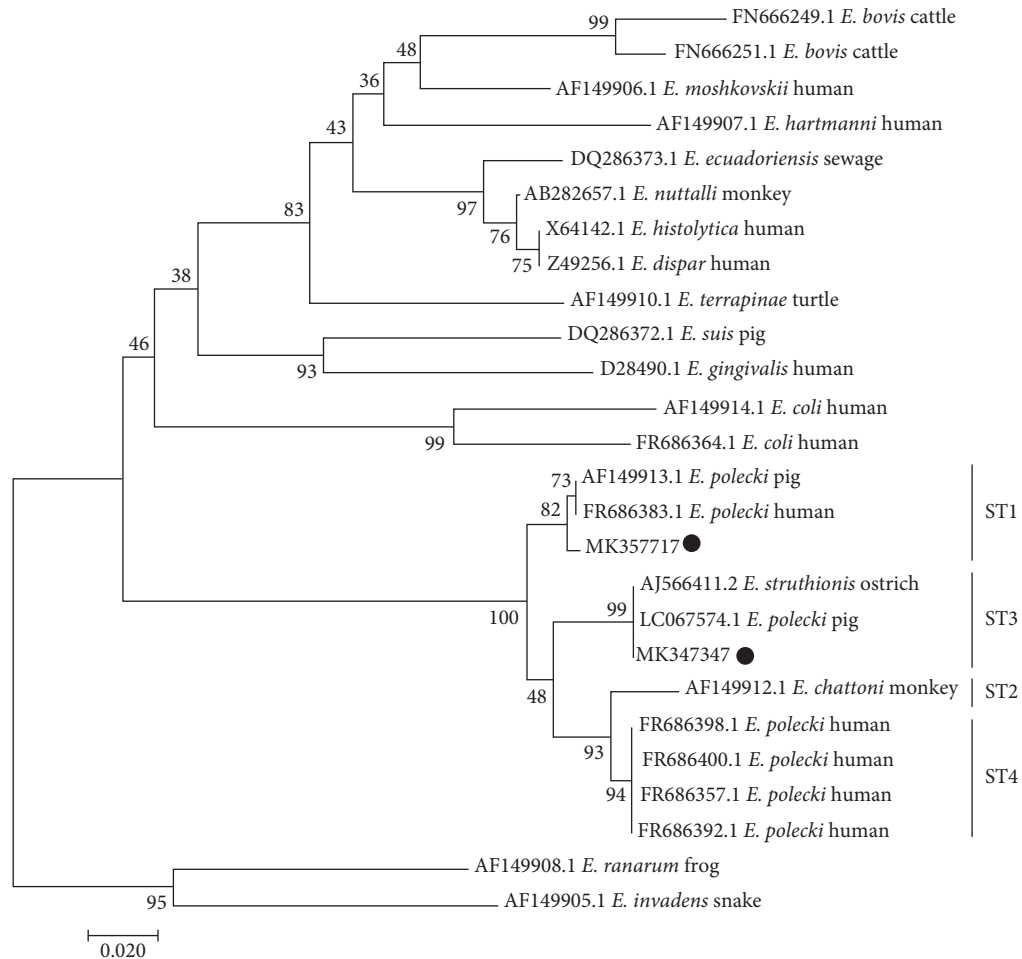 99
FN666249.1 E. bovis cattle
FN666251.1 E. bovis cattle
48
AF149906.1 E. moshkovskii human
36
AF149907.1 E. hartmanni human
43
DQ286373.1 E. ecuadoriensis sewage
97
AB282657.1 E. nuttalli monkey
76
X64142.1 E. histolytica human
75
Z49256.1 E. dispar human
83
AF149910.1 E. terrapinae turtle
38
DQ286372.1 E. suis pig
93
D28490.1 E. gingivalis human
46
AF149914.1 E. coli human
99
FR686364.1 E. coli human
73
AF149913.1 E. polecki pig
82
FR686383.1 E. polecki human
ST1
MK357717
100
AJ566411.2 E. struthionis ostrich
99
LC067574.1 E. polecki pig
ST3
MK347347
48
AF149912.1 E. chattoni monkey
ST2
93
FR686398.1 E. polecki human
FR686400.1 E. polecki human
ST4
94
FR686357.1 E. polecki human
FR686392.1 E. polecki human
AF149908.1 E. ranarum frog
95
AF149905.1 E. invadens snake
0.020